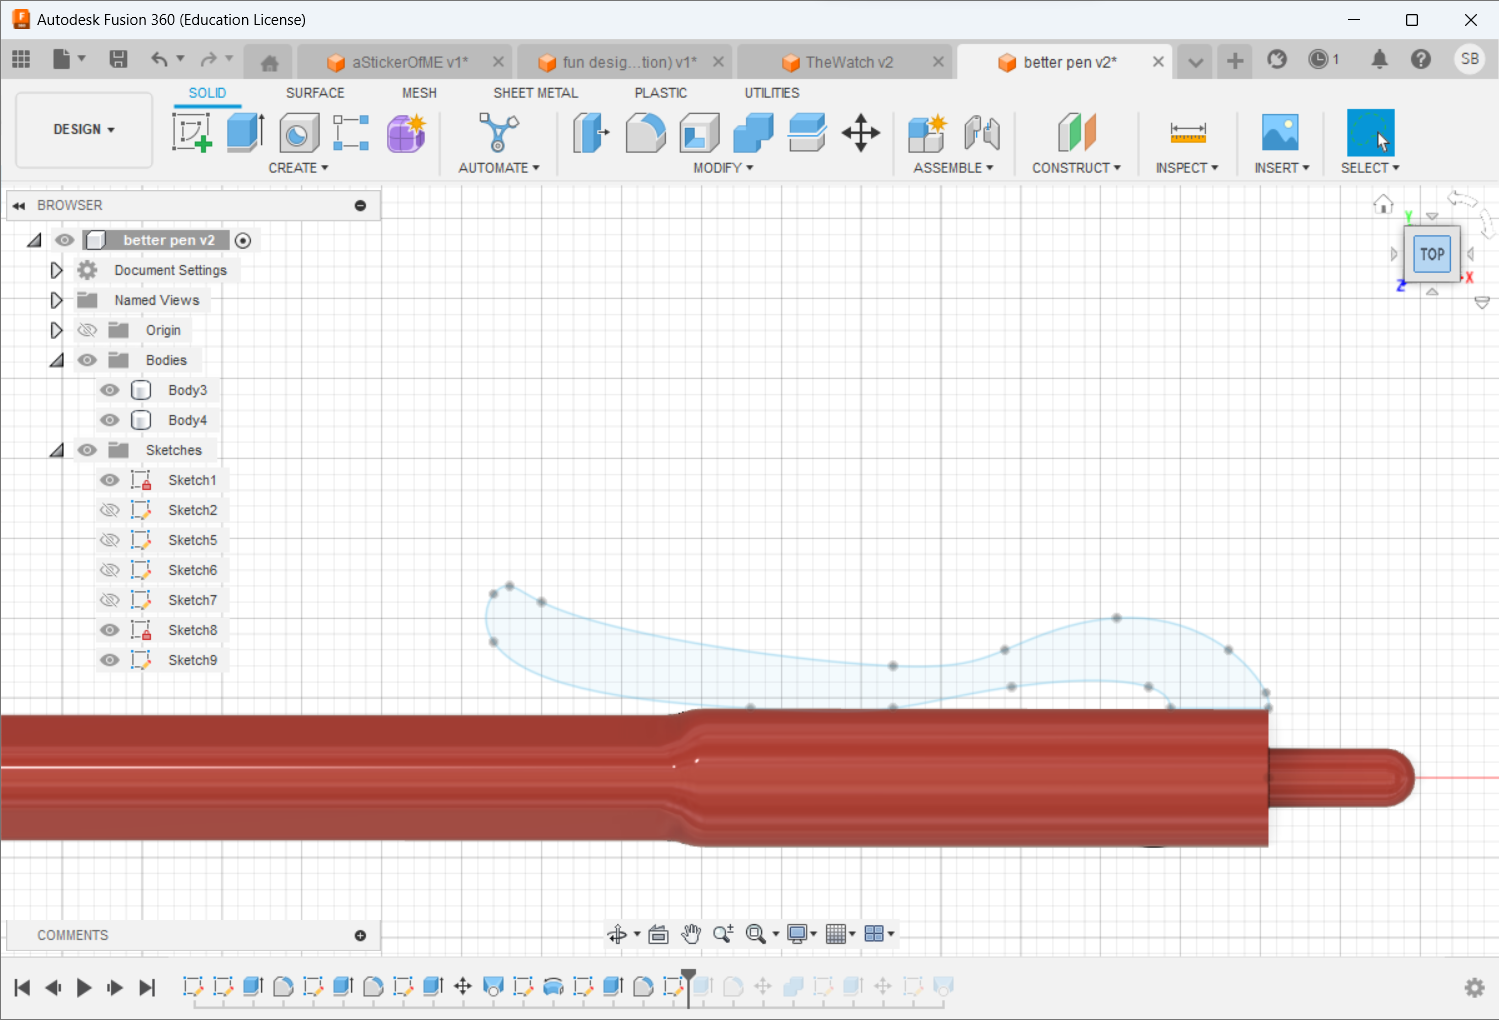 Autodesk Fusion 360 (Education License)
aStickerOfME v1*
fun desig...tion) v1*
TheWatch v2
better pen v2*
1
SB
SOLID
SURFACE
MESH
SHEET METAL
PLASTIC
UTILITIES
DESIGN
CREATE
AUTOMATE
MODIFY
ASSEMBLE
CONSTRUCT
INSPECT
INSERT
SELECT
BROWSER
better pen v2
Document Settings
Named Views
Origin
Bodies
Body3
Body4
Sketches
Sketch1
Sketch2
Sketch5
Sketch6
Sketch7
Sketch8
Sketch9
Y
TOP
X
Z
COMMENTS